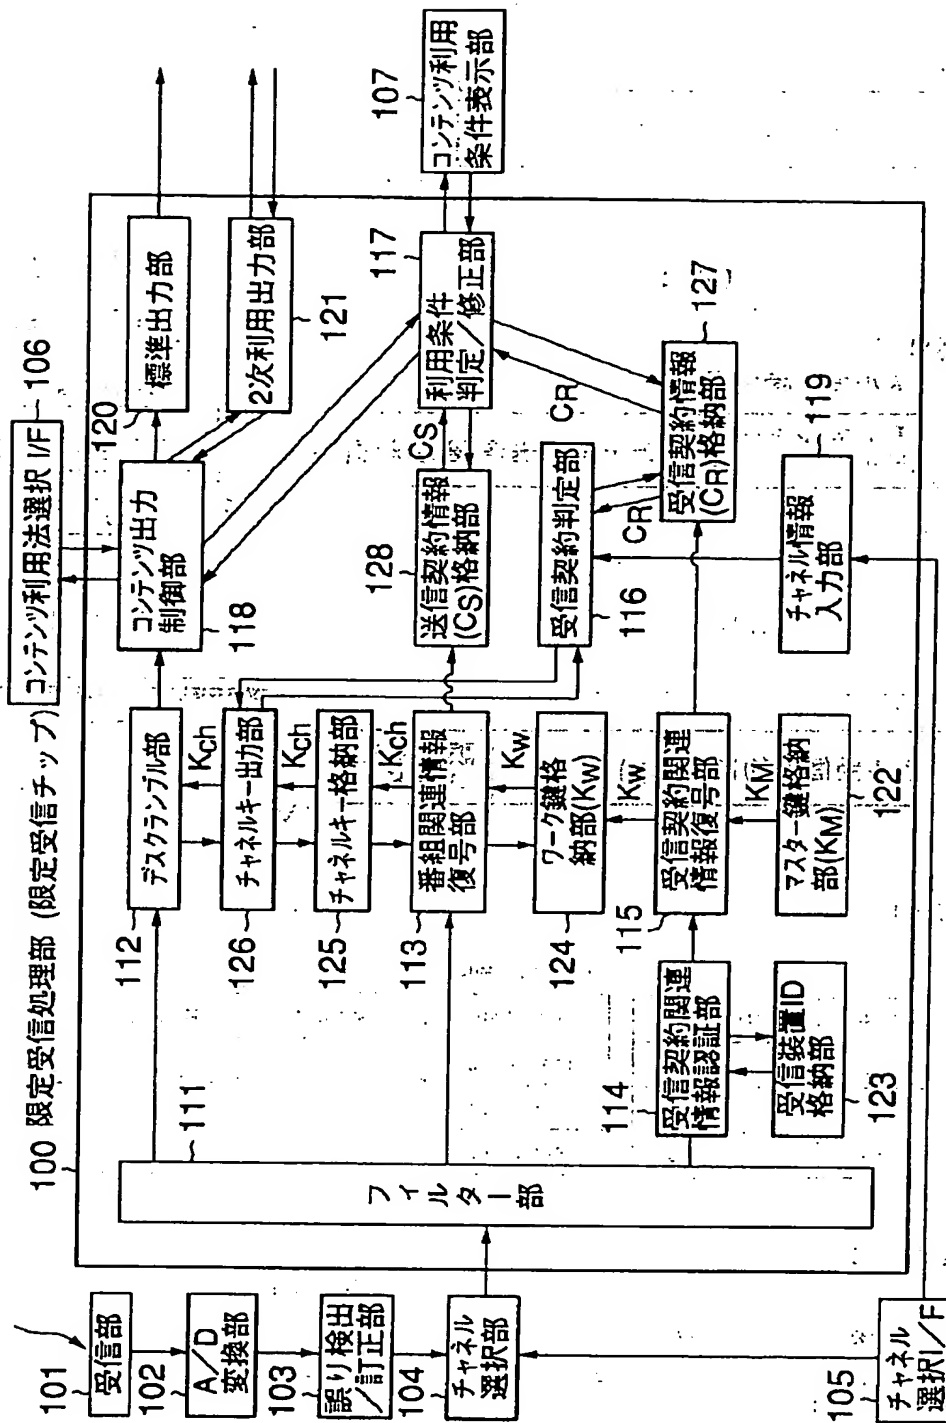 100 限定受信処理部 (限定受信チップ)
101
受信部
102
A/D
変換部
103
誤り検出
/訂正部
104
チャネル
選択部
105
チャネル
選択I/F
111
フィルター部
112
デスクランブル部
Kch
126
チャネルキー出力部
Kch
125
チャネルキー格納部
Kch
113
番組関連情報
復号部
Kw
124
ワーク鍵格
納部(Kw)
Kw
114
受信契約関連
情報認証部
115
受信契約関連
情報復号部
KM
受信装置ID
格納部
123
マスター鍵格納
部(KM)
122
コンテンツ利用法選択 I/F
106
コンテンツ出力
制御部
118
120
標準出力部
2次利用出力部
121
128
送信契約情報
(CS)格納部
CS
117
利用条件
判定/修正部
107
コンテンツ利用
条件表示部
CR
受信契約判定部
116
CR
受信契約情報
(CR)格納部
127
チャネル情報
入力部
119